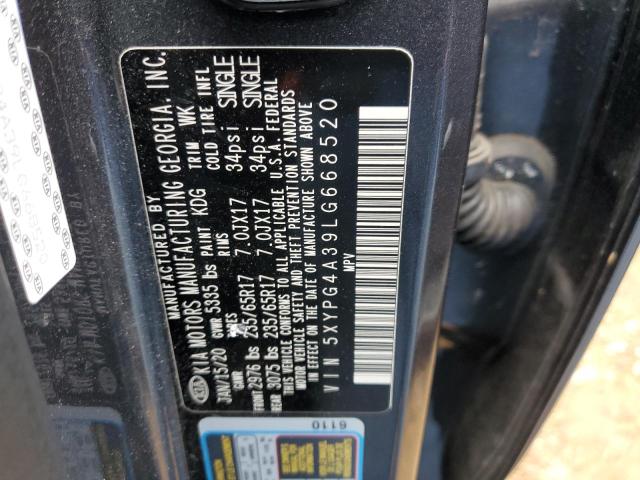 MANUFACTURED BY
KIA KIA MOTORS MANUFACTURING GEORGIA. INC.
JAN/15/20 GVWR 5335 lbs PAINT KDG TRIM WK
GAWR TIRES RIMS COLD TIRE INFL
FRONT 2976 lbs 235/65R17 7.0JX17 34psi SINGLE
REAR 3075 lbs 235/65R17 7.0JX17 34psi SINGLE
THIS VEHICLE CONFORMS TO ALL APPLICABLE U.S.A. FEDERAL
MOTOR VEHICLE SAFETY AND THEFT PREVENTION STANDARDS
IN EFFECT ON THE DATE OF MANUFACTURE SHOWN ABOVE
VIN 5XYPG4A39LG668520
MPV
6110